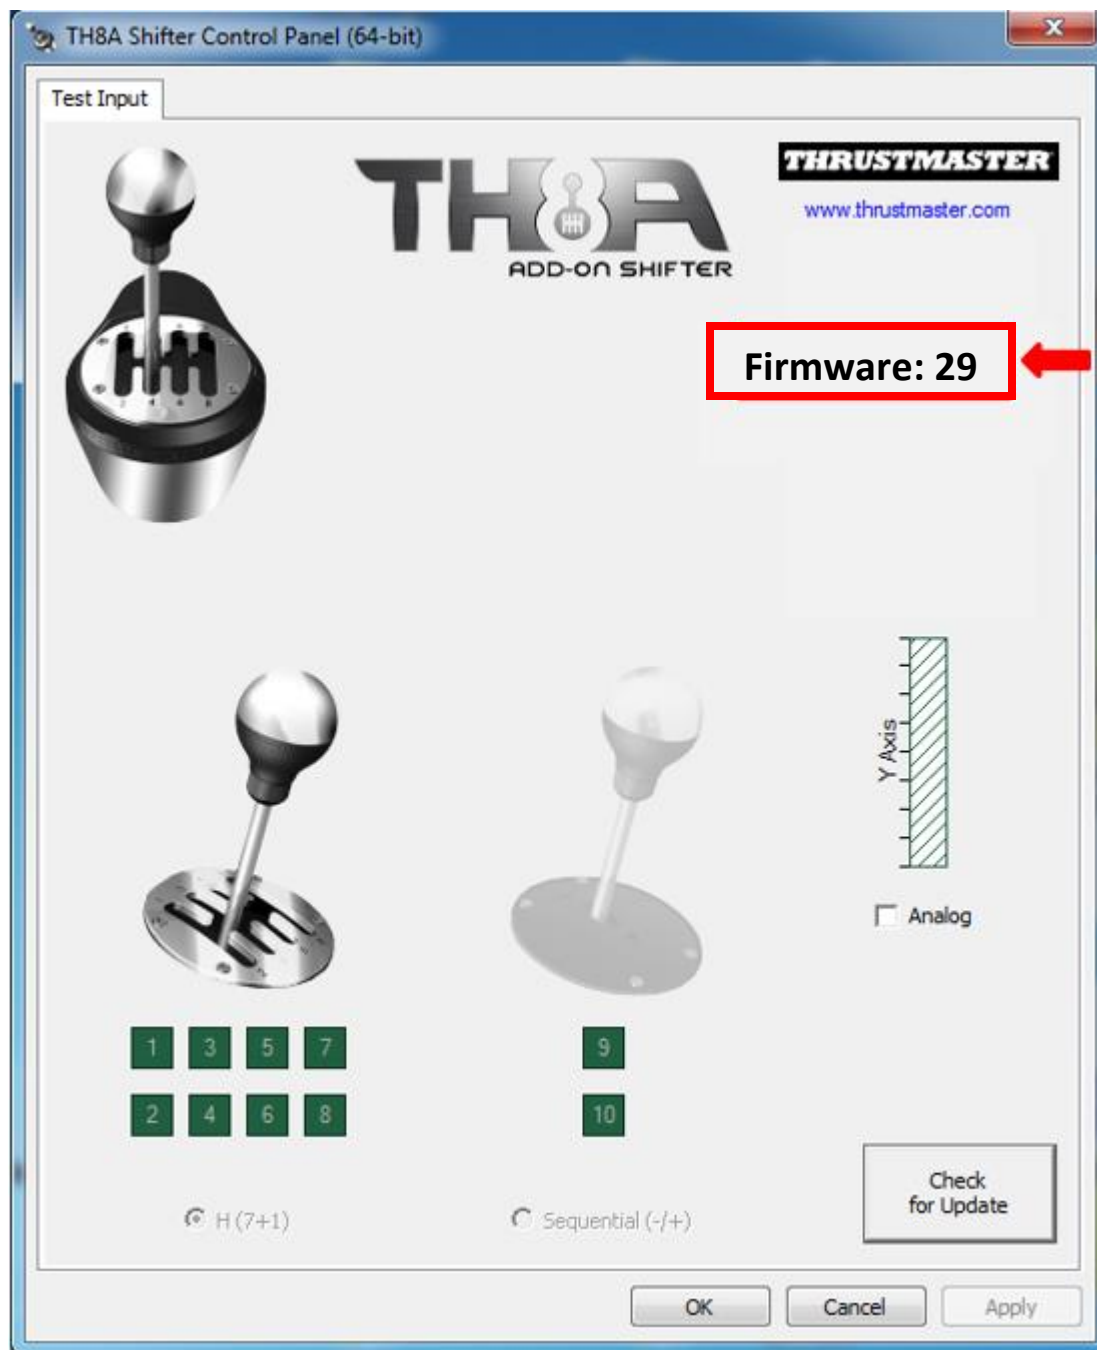 TH8A Shifter Control Panel (64-bit)
Test Input
TH8A
ADD-ON SHIFTER
THRUSTMASTER
www.thrustmaster.com
Firmware: 29
Y Axis
Analog
1 3 5 7
2 4 6 8
9
10
H (7+1)
Sequential (-/+)
Check
for Update
OK
Cancel
Apply